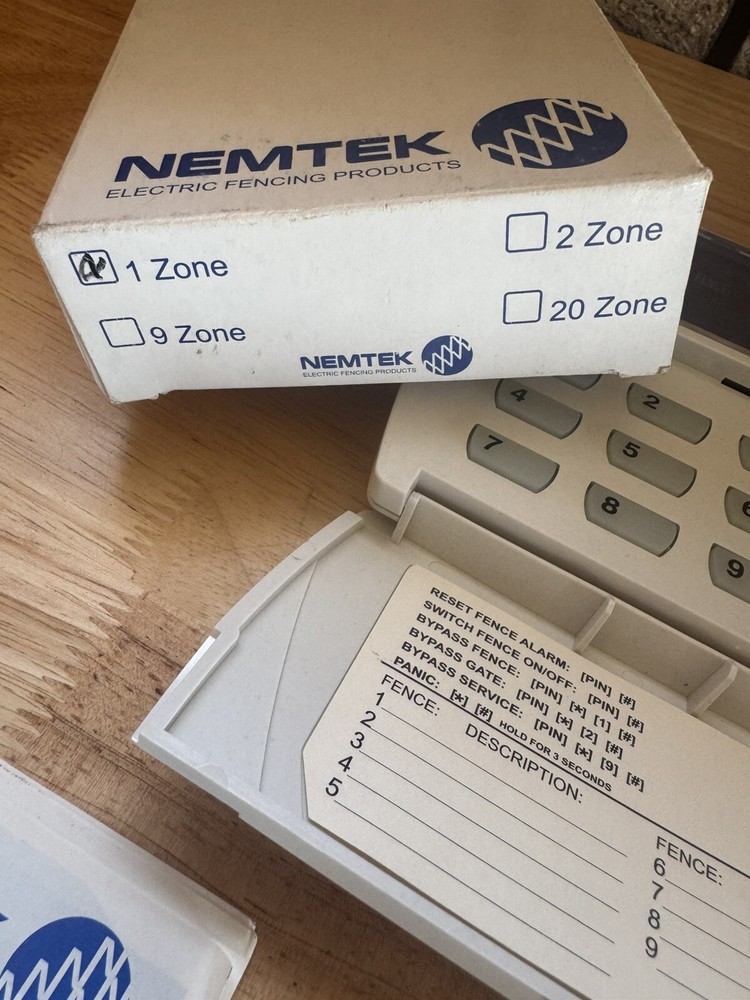 NEMTEK
ELECTRIC FENCING PRODUCTS
1 Zone
2 Zone
9 Zone
20 Zone
NEMTEK
ELECTRIC FENCING PRODUCTS
4
2
7
5
8
6
9
RESET FENCE ALARM: [PIN] [#]
SWITCH FENCE ON/OFF: [PIN] [#]
BYPASS FENCE: [PIN] [*] [1] [#]
BYPASS GATE: [PIN] [*] [2] [#]
BYPASS SERVICE: [PIN] [*] [9] [#]
PANIC: [*] [#] HOLD FOR 3 SECONDS
FENCE: DESCRIPTION:
1
2
3
4
5
FENCE:
6
7
8
9